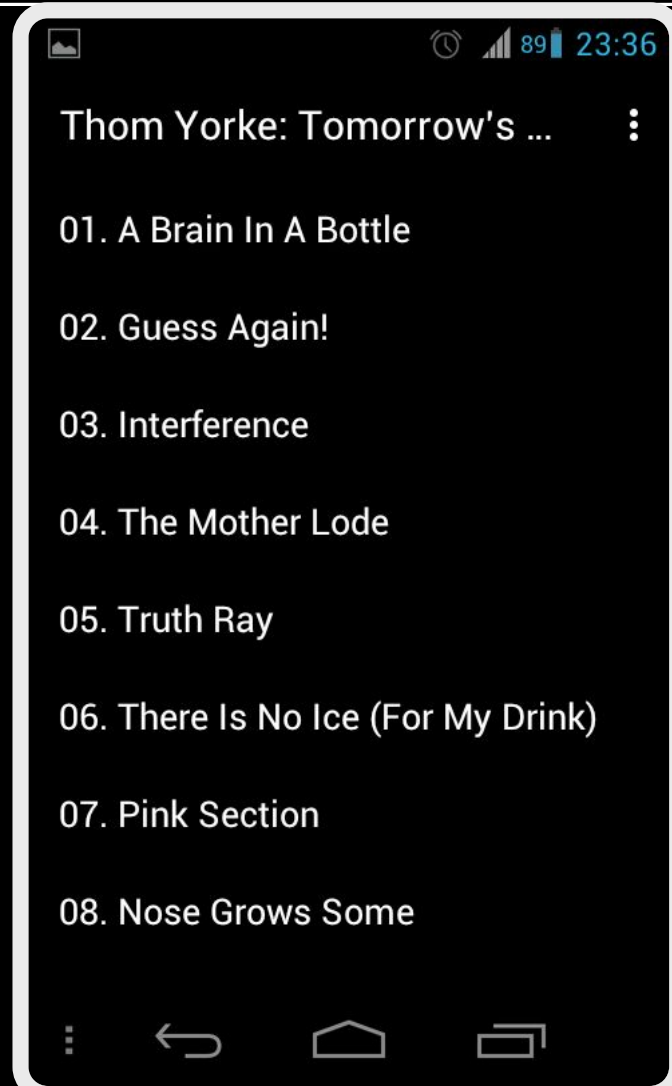 89 23:36
Thom Yorke: Tomorrow's ...
01. A Brain In A Bottle
02. Guess Again!
03. Interference
04. The Mother Lode
05. Truth Ray
06. There Is No Ice (For My Drink)
07. Pink Section
08. Nose Grows Some